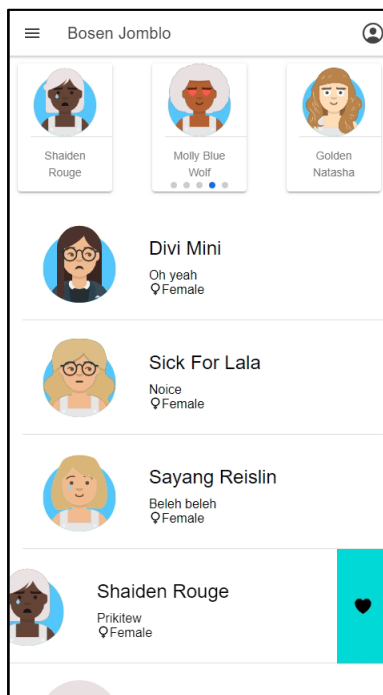 Bosen Jomblo
Shaiden
Rouge
Molly Blue
Wolf
Golden
Natasha
Divi Mini
Oh yeah
♀Female
Sick For Lala
Noice
♀Female
Sayang Reislin
Beleh beleh
♀Female
Shaiden Rouge
Prikitew
♀Female